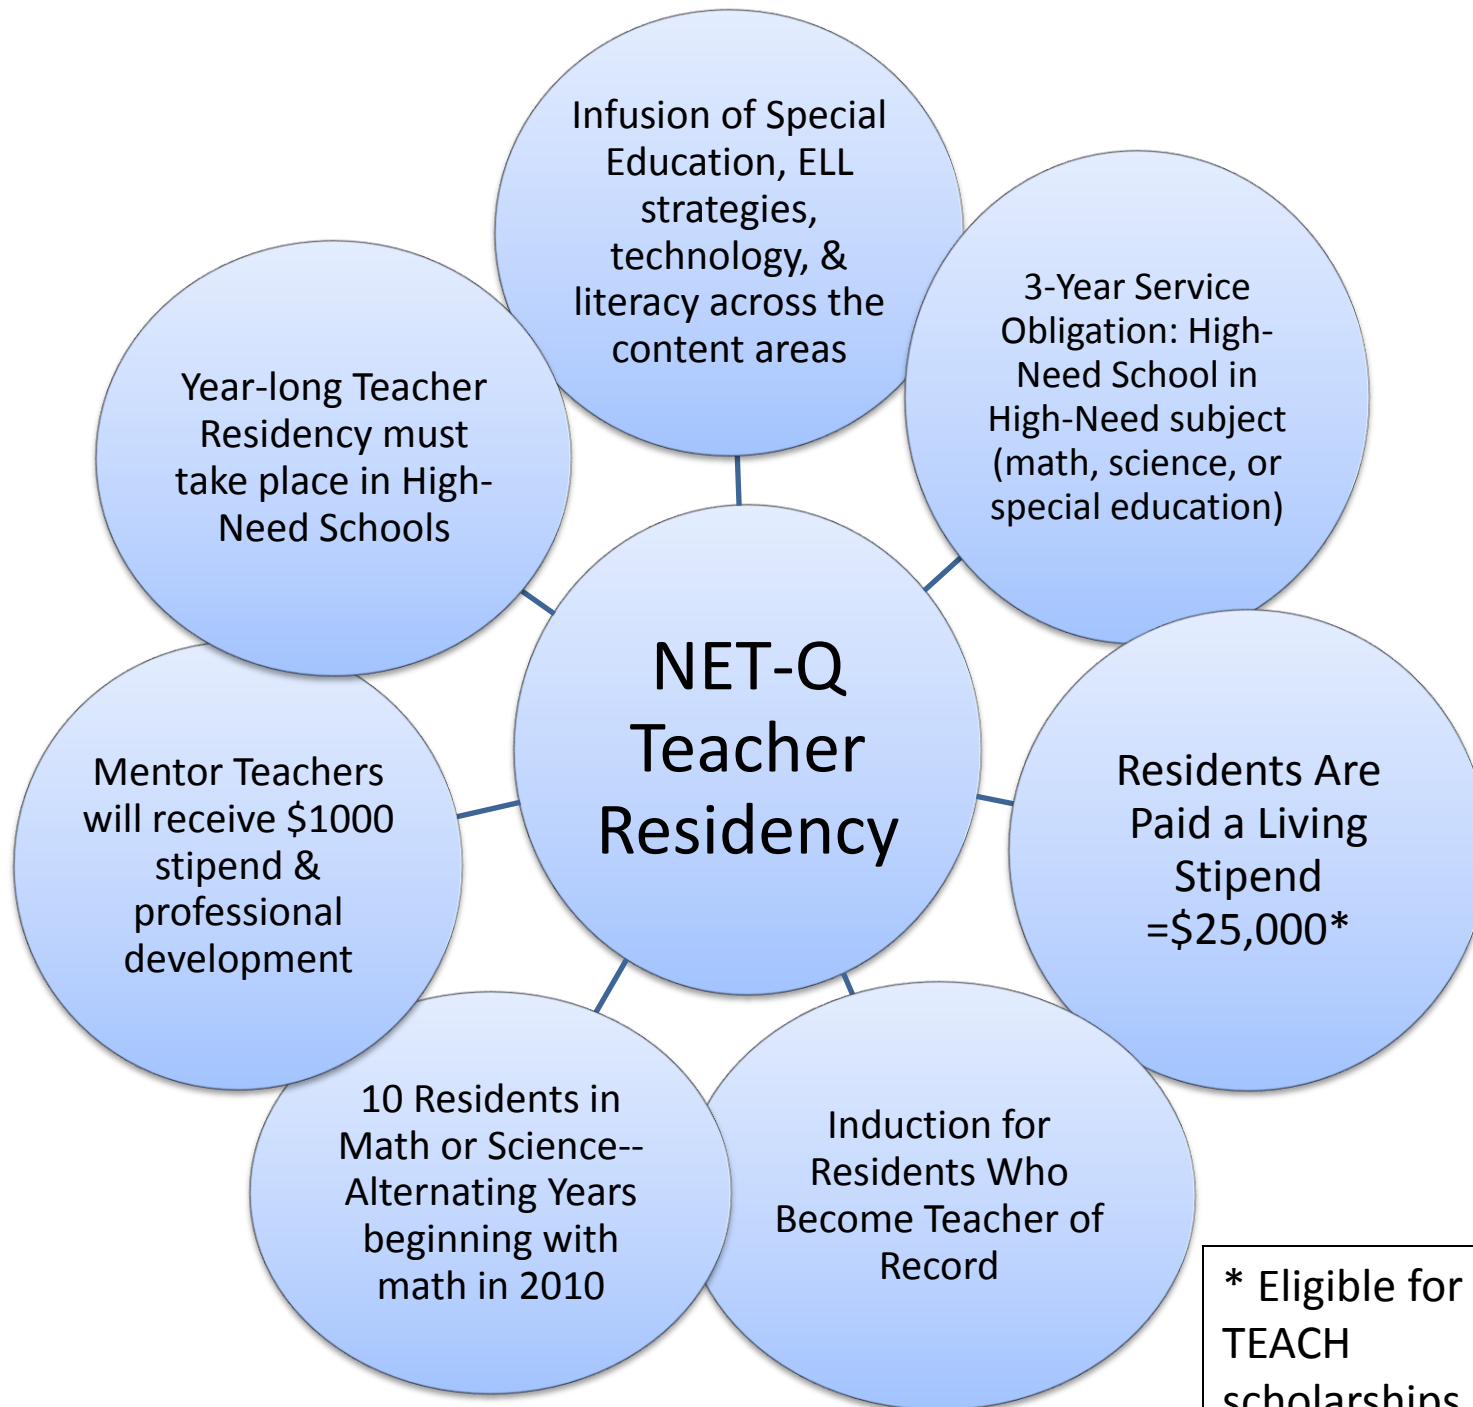 Infusion of Special
Education, ELL
strategies,
technology, &
literacy across the
content areas
3-Year Service
Obligation: High-
Need School in
High-Need subject
(math, science, or
special education)
Residents Are
Paid a Living
Stipend
=$25,000*
Induction for
Residents Who
Become Teacher of
Record
10 Residents in
Math or Science--
Alternating Years
beginning with
math in 2010
Mentor Teachers
will receive $1000
stipend &
professional
development
Year-long Teacher
Residency must
take place in High-
Need Schools
NET-Q
Teacher
Residency
* Eligible for
TEACH
scholarships